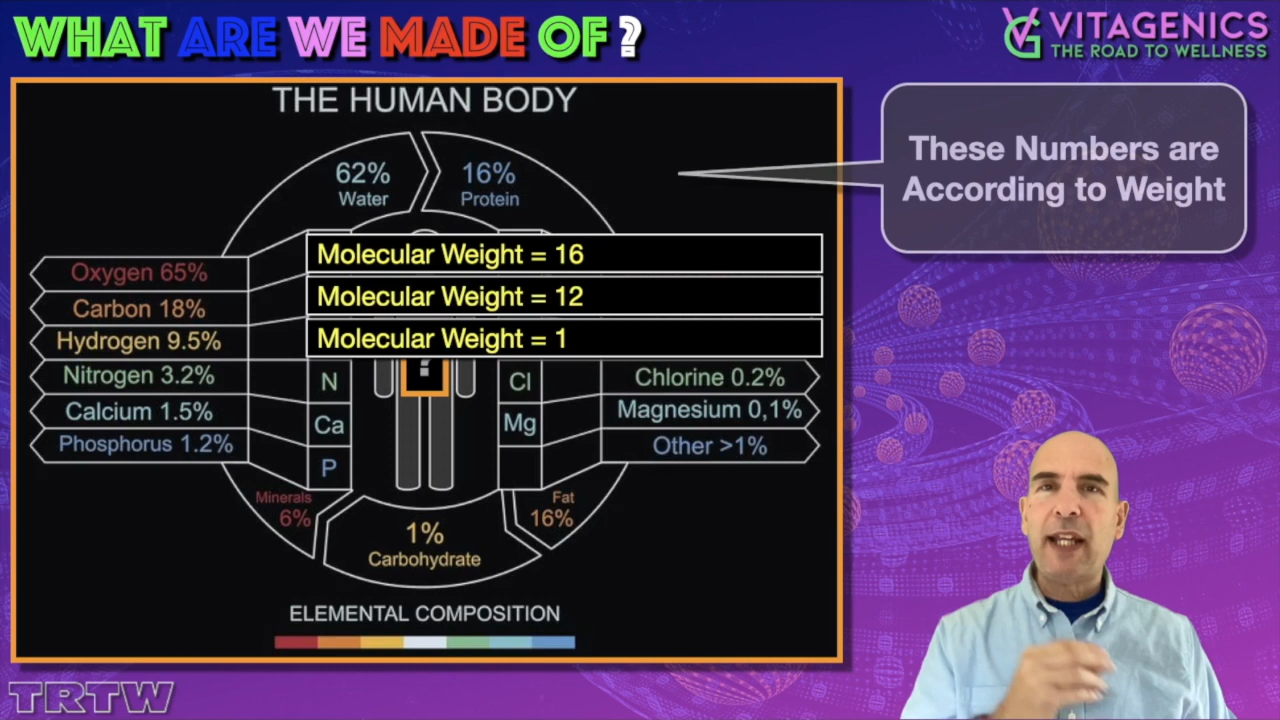 WHAT ARE WE MADE OF ?
VITAGENICS
THE ROAD TO WELLNESS
THE HUMAN BODY
62%
Water
16%
Protein
These Numbers are
According to Weight
Molecular Weight = 16
Molecular Weight = 12
Molecular Weight = 1
Oxygen 65%
Carbon 18%
Hydrogen 9.5%
Nitrogen 3.2%
Calcium 1.5%
Phosphorus 1.2%
N
Ca
P
?
Cl
Mg
Chlorine 0.2%
Magnesium 0,1%
Other >1%
Minerals
6%
1%
Carbohydrate
Fat
16%
ELEMENTAL COMPOSITION
TRTW